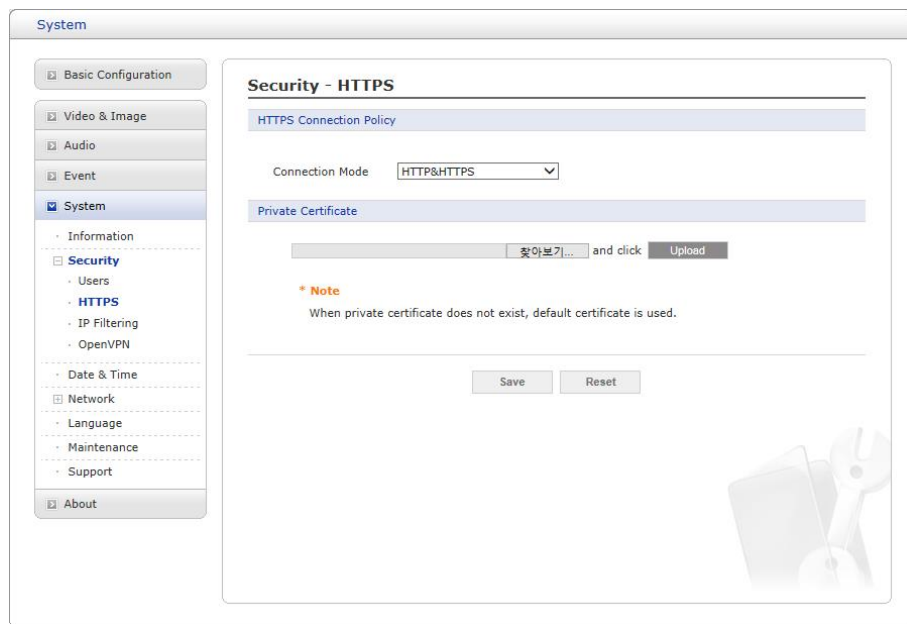 System
Basic Configuration
Video & Image
Audio
Event
System
· Information
Security
· Users
· HTTPS
· IP Filtering
· OpenVPN
· Date & Time
Network
· Language
· Maintenance
· Support
About
Security - HTTPS
HTTPS Connection Policy
Connection Mode HTTP&HTTPS
Private Certificate
찾아보기... and click Upload
* Note
When private certificate does not exist, default certificate is used.
Save Reset